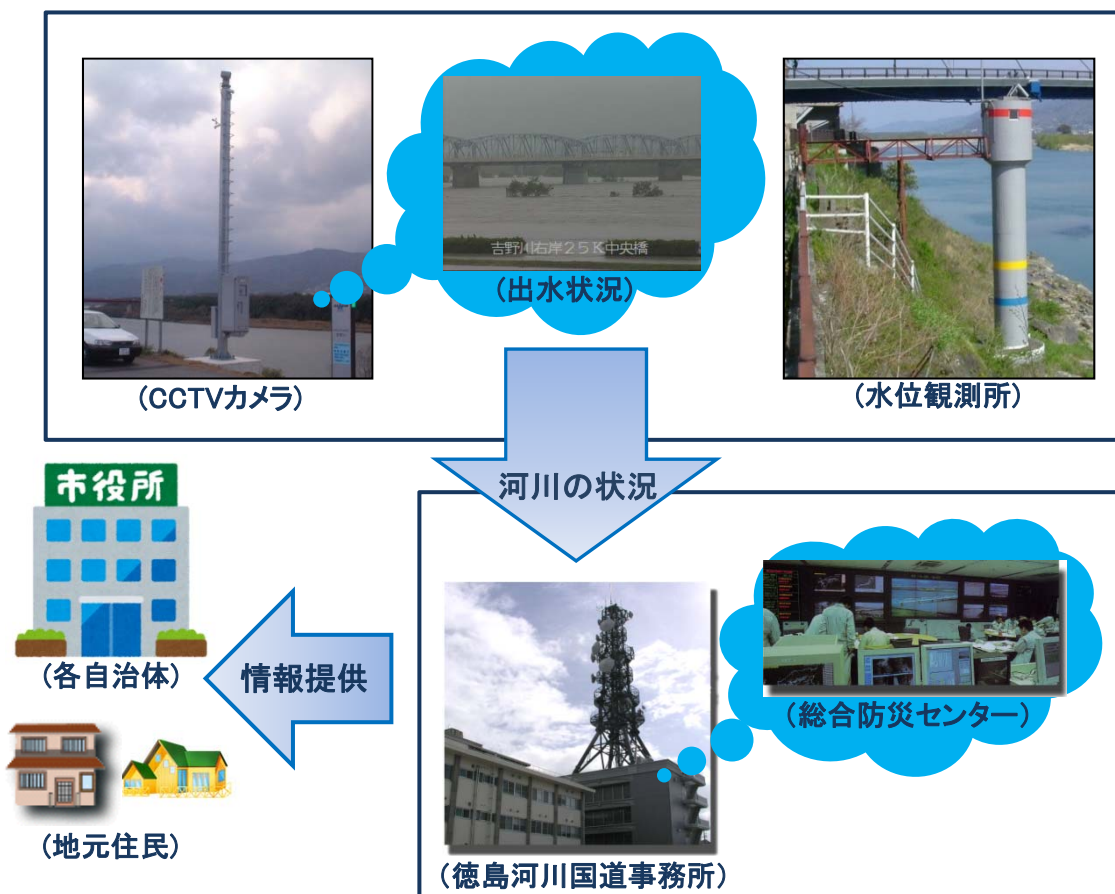 吉野川右岸25K中央橋
(出水状況)
(CCTVカメラ)
(水位観測所)
河川の状況
市役所
(各自治体)
情報提供
(総合防災センター)
(地元住民)
(徳島河川国道事務所)